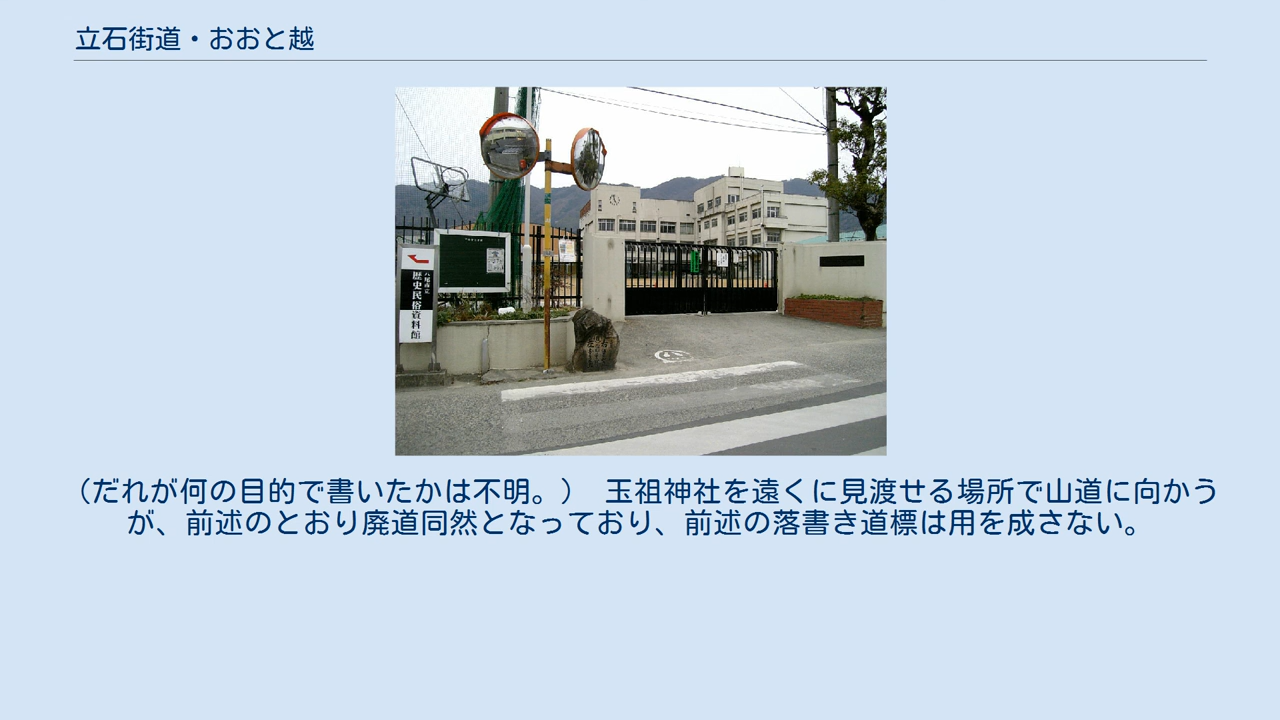 立石街道・おおと越
八尾市立
歴史民俗資料館
（だれが何の目的で書いたかは不明。） 玉祖神社を遠くに見渡せる場所で山道に向かう
が、前述のとおり廃道同然となっており、前述の落書き道標は用を成さない。